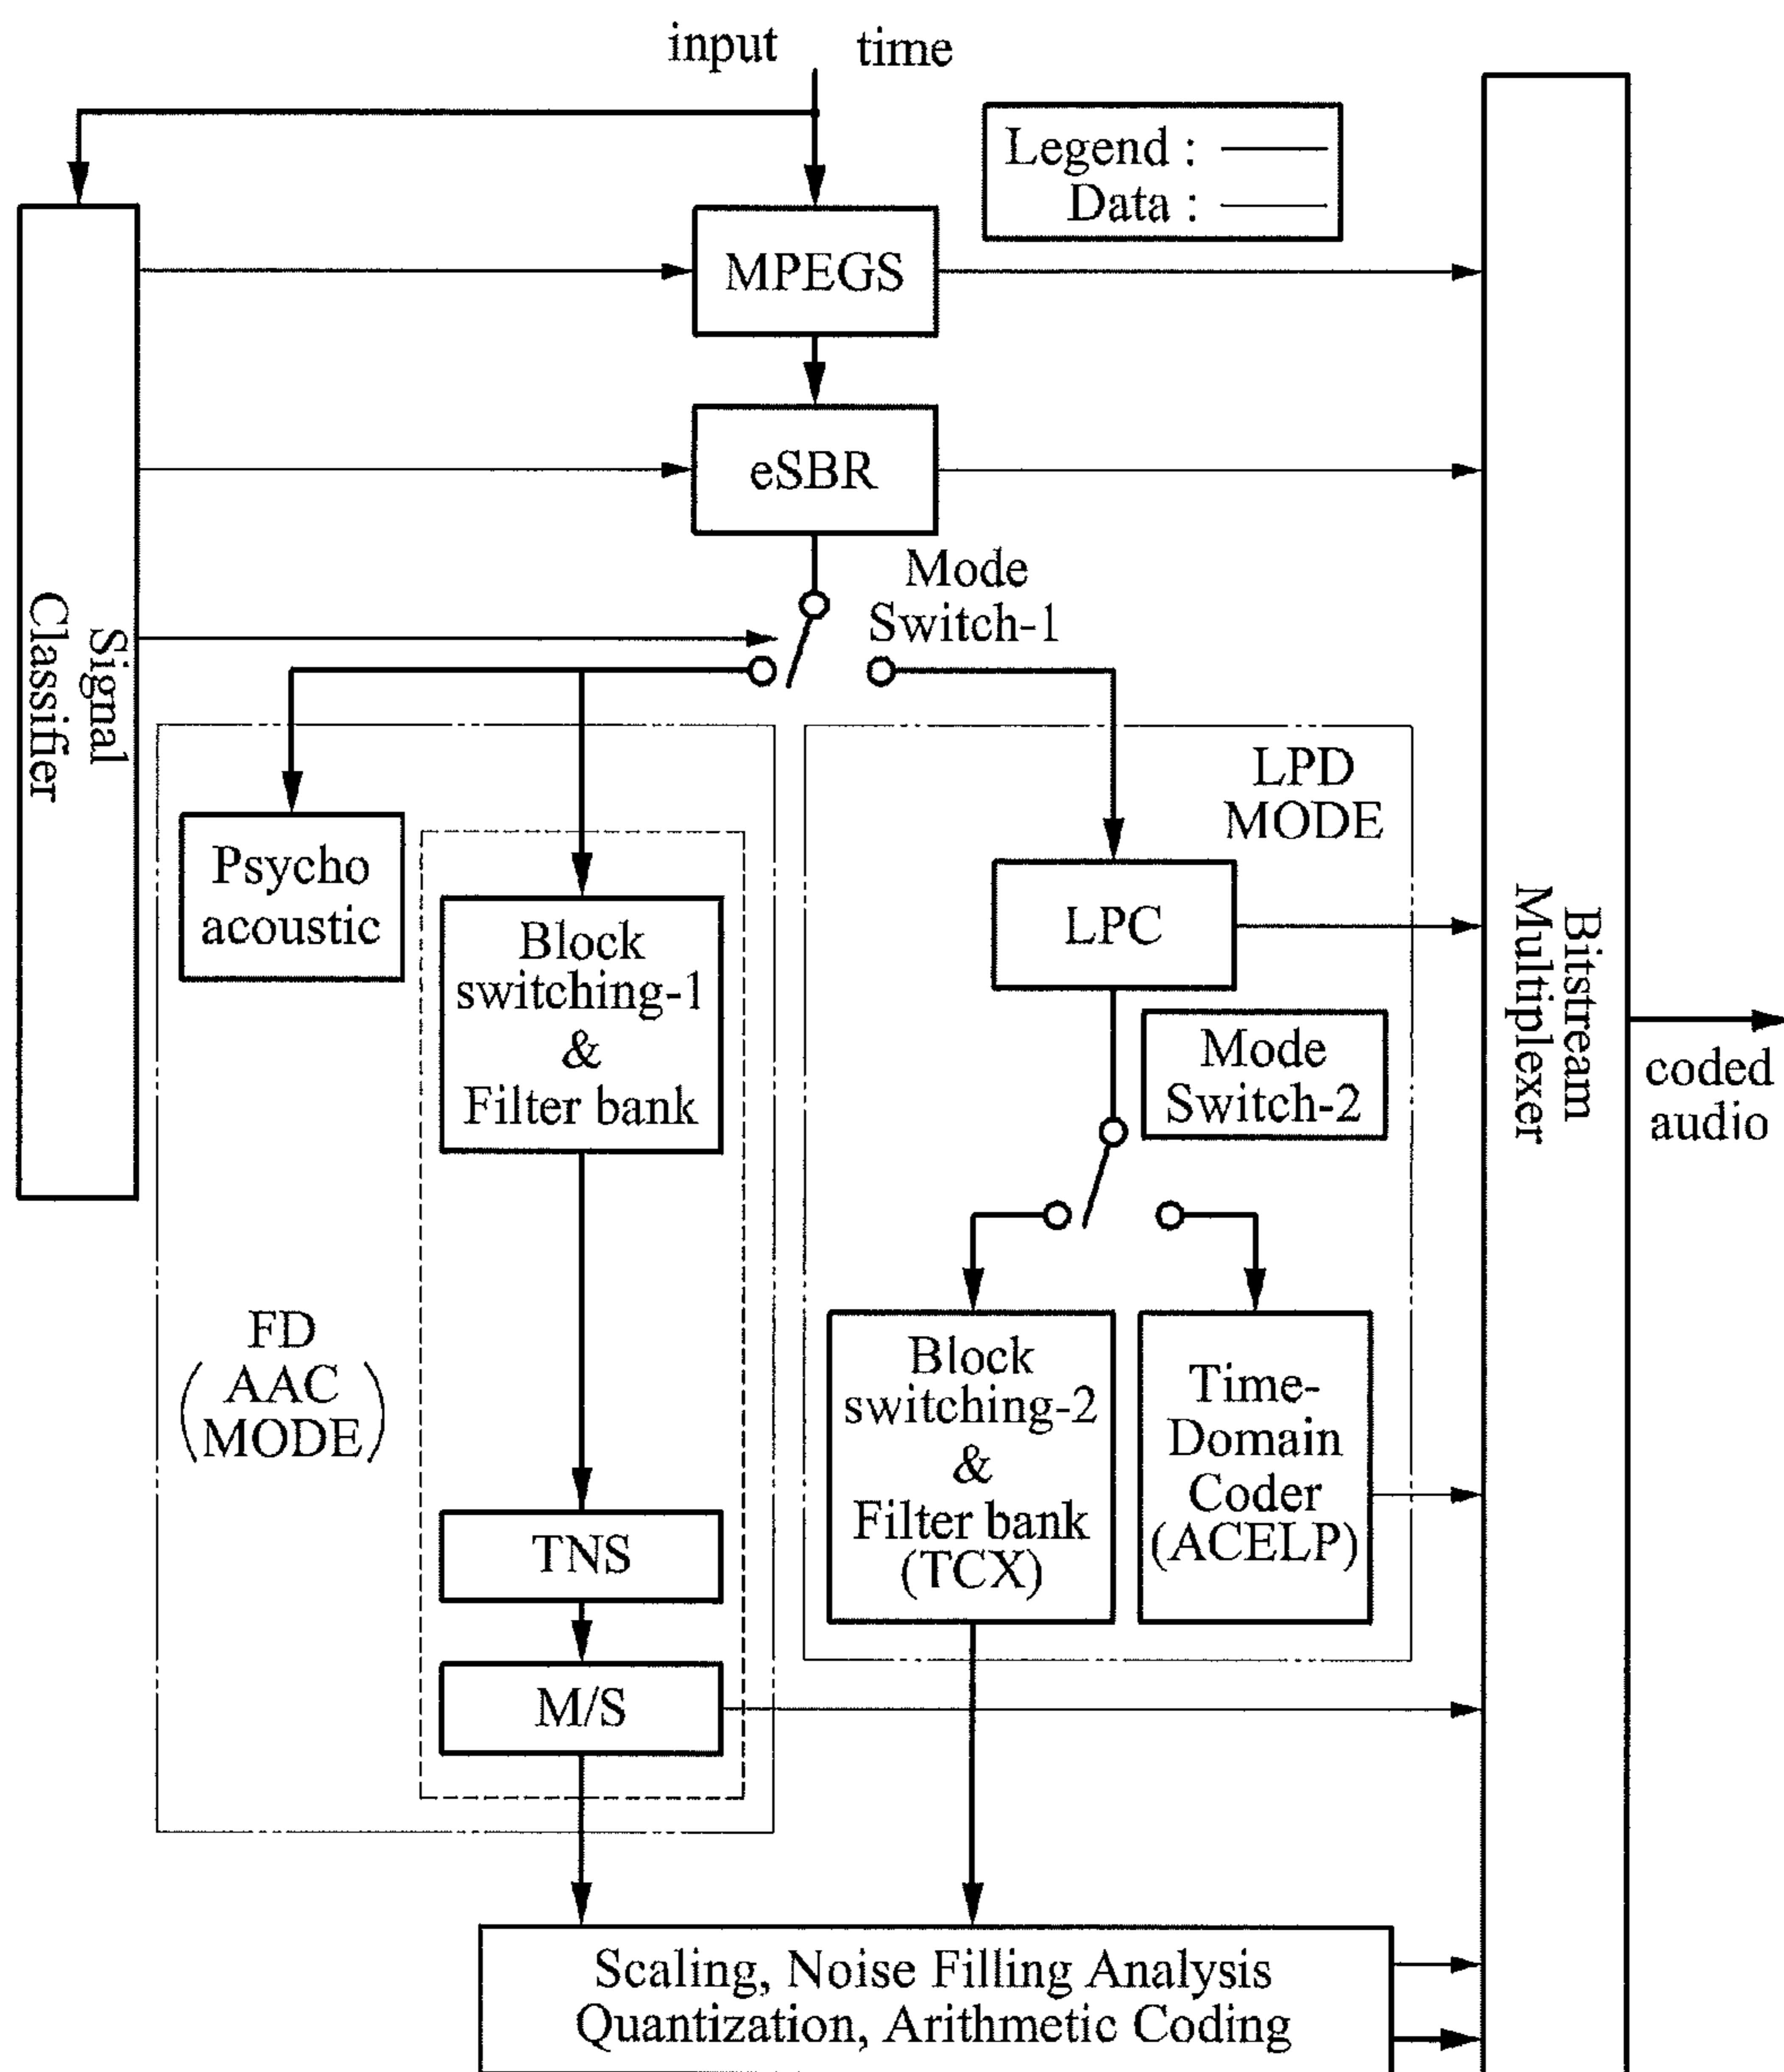 input time
Legend :
Data :
MPEGS
eSBR
Mode
Switch-1
Signal
Classifier
LPD
MODE
Psycho
acoustic
Block
switching-1
&
Filter bank
LPC
Mode
Switch-2
Bitstream
Multiplexer
coded
audio
FD
(AAC
MODE)
Block
switching-2
&
Filter bank
(TCX)
Time-
Domain
Coder
(ACELP)
TNS
M/S
Scaling, Noise Filling Analysis
Quantization, Arithmetic Coding